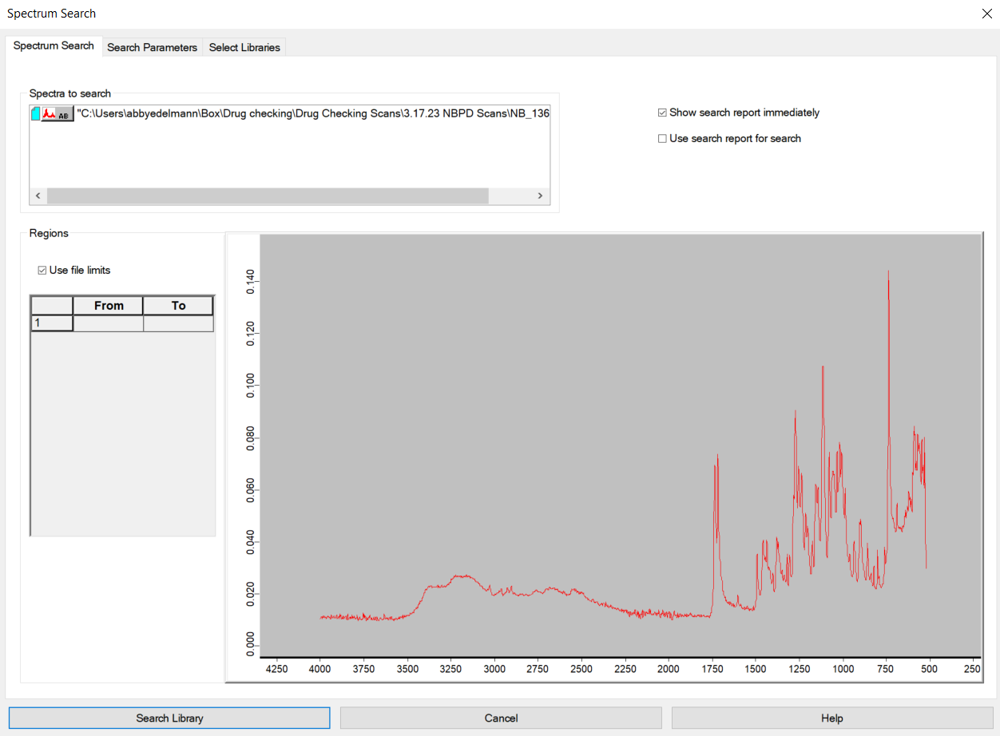 Spectrum Search
Spectrum Search Search Parameters Select Libraries
Spectra to search
AB "C:\Users\abbyedelmann\Box\Drug checking\Drug Checking Scans\3.17.23 NBPD Scans\NB_136
Show search report immediately
Use search report for search
Regions
Use file limits
From To
1
0.140
0.120
0.100
0.080
0.060
0.040
0.020
0.000
4250 4000 3750 3500 3250 3000 2750 2500 2250 2000 1750 1500 1250 1000 750 500 250
Search Library Cancel Help